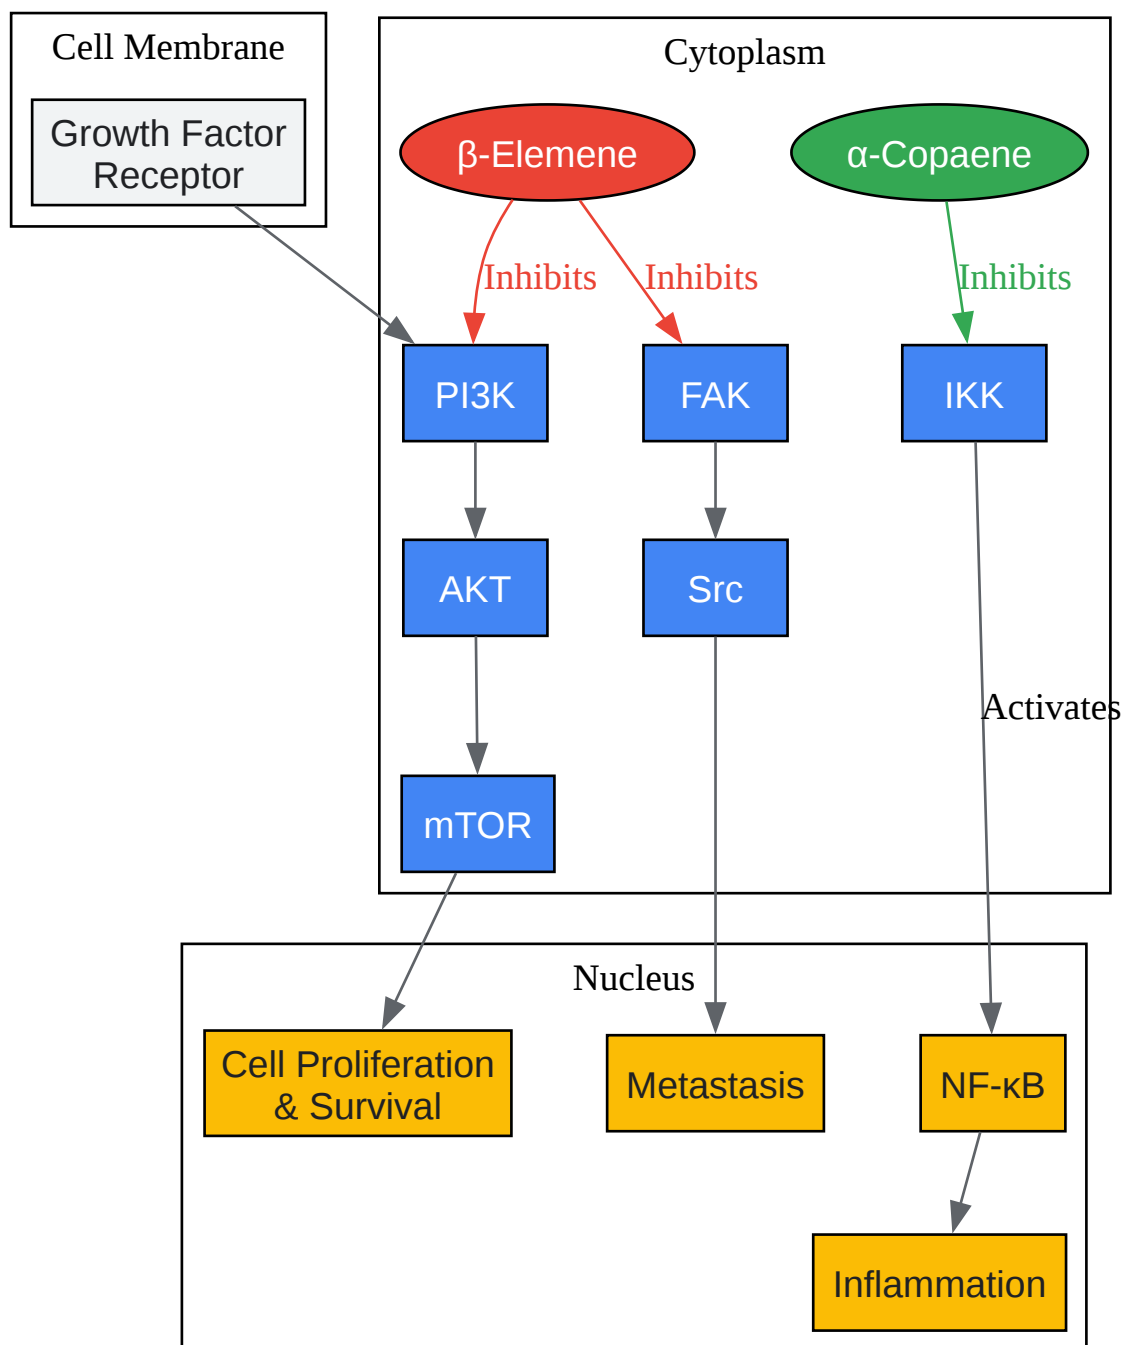 Cell Membrane
Cytoplasm
Growth Factor
Receptor
β-Elemene
α-Copaene
Inhibits
Inhibits
Inhibits
PI3K
FAK
IKK
AKT
Src
Activates
mTOR
Nucleus
Cell Proliferation
& Survival
Metastasis
NF-κB
Inflammation